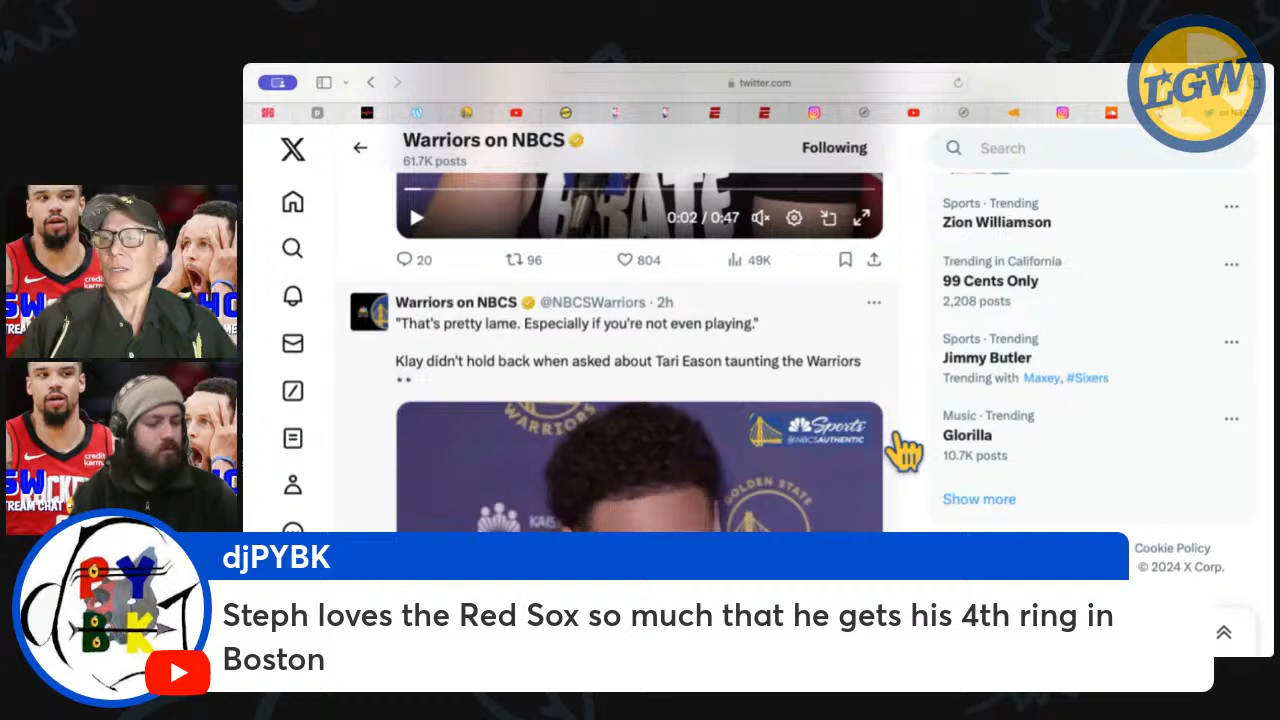 LGW
twitter.com
Warriors on NBCS
61.7K posts
Following
Search
0:02 / 0:47
20
96
804
49K
Sports · Trending
Zion Williamson
Trending in California
99 Cents Only
2,208 posts
Sports · Trending
Jimmy Butler
Trending with Maxey, #Sixers
Music · Trending
Glorilla
10.7K posts
Show more
Cookie Policy
© 2024 X Corp.
Warriors on NBCS @NBCSWarriors · 2h
"That's pretty lame. Especially if you're not even playing."
Klay didn't hold back when asked about Tari Eason taunting the Warriors
WARRIORS
NBC Sports
@NBCSAUTHENTIC
GOLDEN STATE
credit karma
STREAM CHAT
djPYBK
Steph loves the Red Sox so much that he gets his 4th ring in
Boston